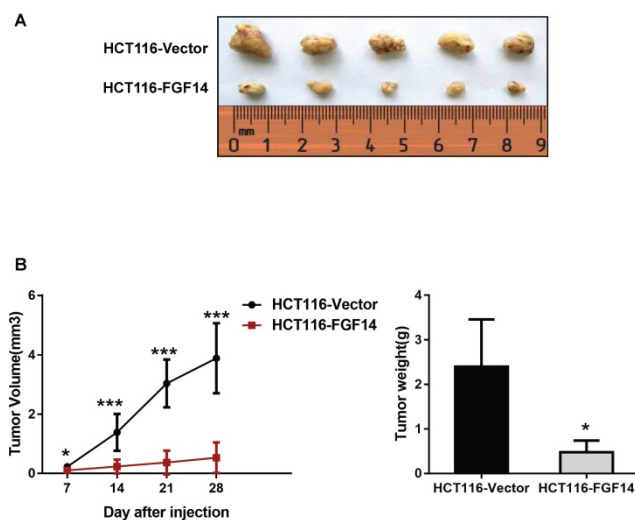 A
HCT116-Vector
HCT116-FGF14
mm
0 1 2 3 4 5 6 7 8 9
B
Tumor Volume(mm3)
6
4
2
0
*
***
***
***
7 14 21 28
Day after injection
HCT116-Vector
HCT116-FGF14
Tumor weight(g)
4
3
2
1
0
*
HCT116-Vector HCT116-FGF14